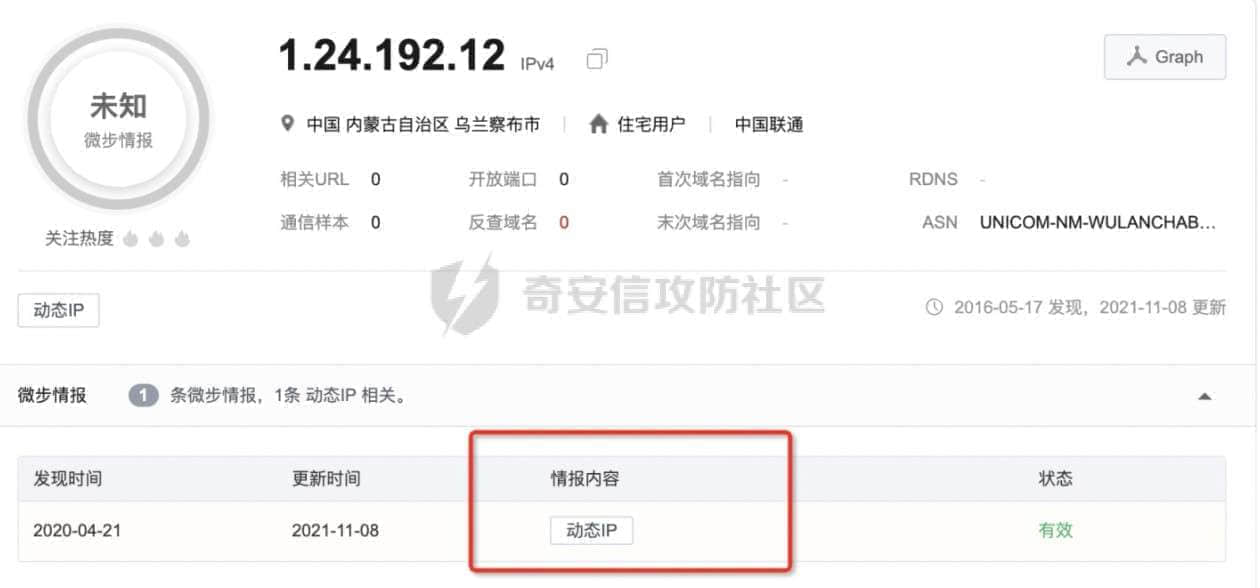 未知
微步情报
关注热度
1.24.192.12 IPv4
Graph
中国 内蒙古自治区 乌兰察布市 | 住宅用户 | 中国联通
相关URL 0 开放端口 0 首次域名指向 - RDNS -
通信样本 0 反查域名 0 末次域名指向 - ASN UNICOM-NM-WULANCHAB...
奇安信攻防社区
动态IP
2016-05-17 发现，2021-11-08 更新
微步情报 1 条微步情报，1条 动态IP 相关。
发现时间 更新时间 情报内容 状态
2020-04-21 2021-11-08 动态IP 有效